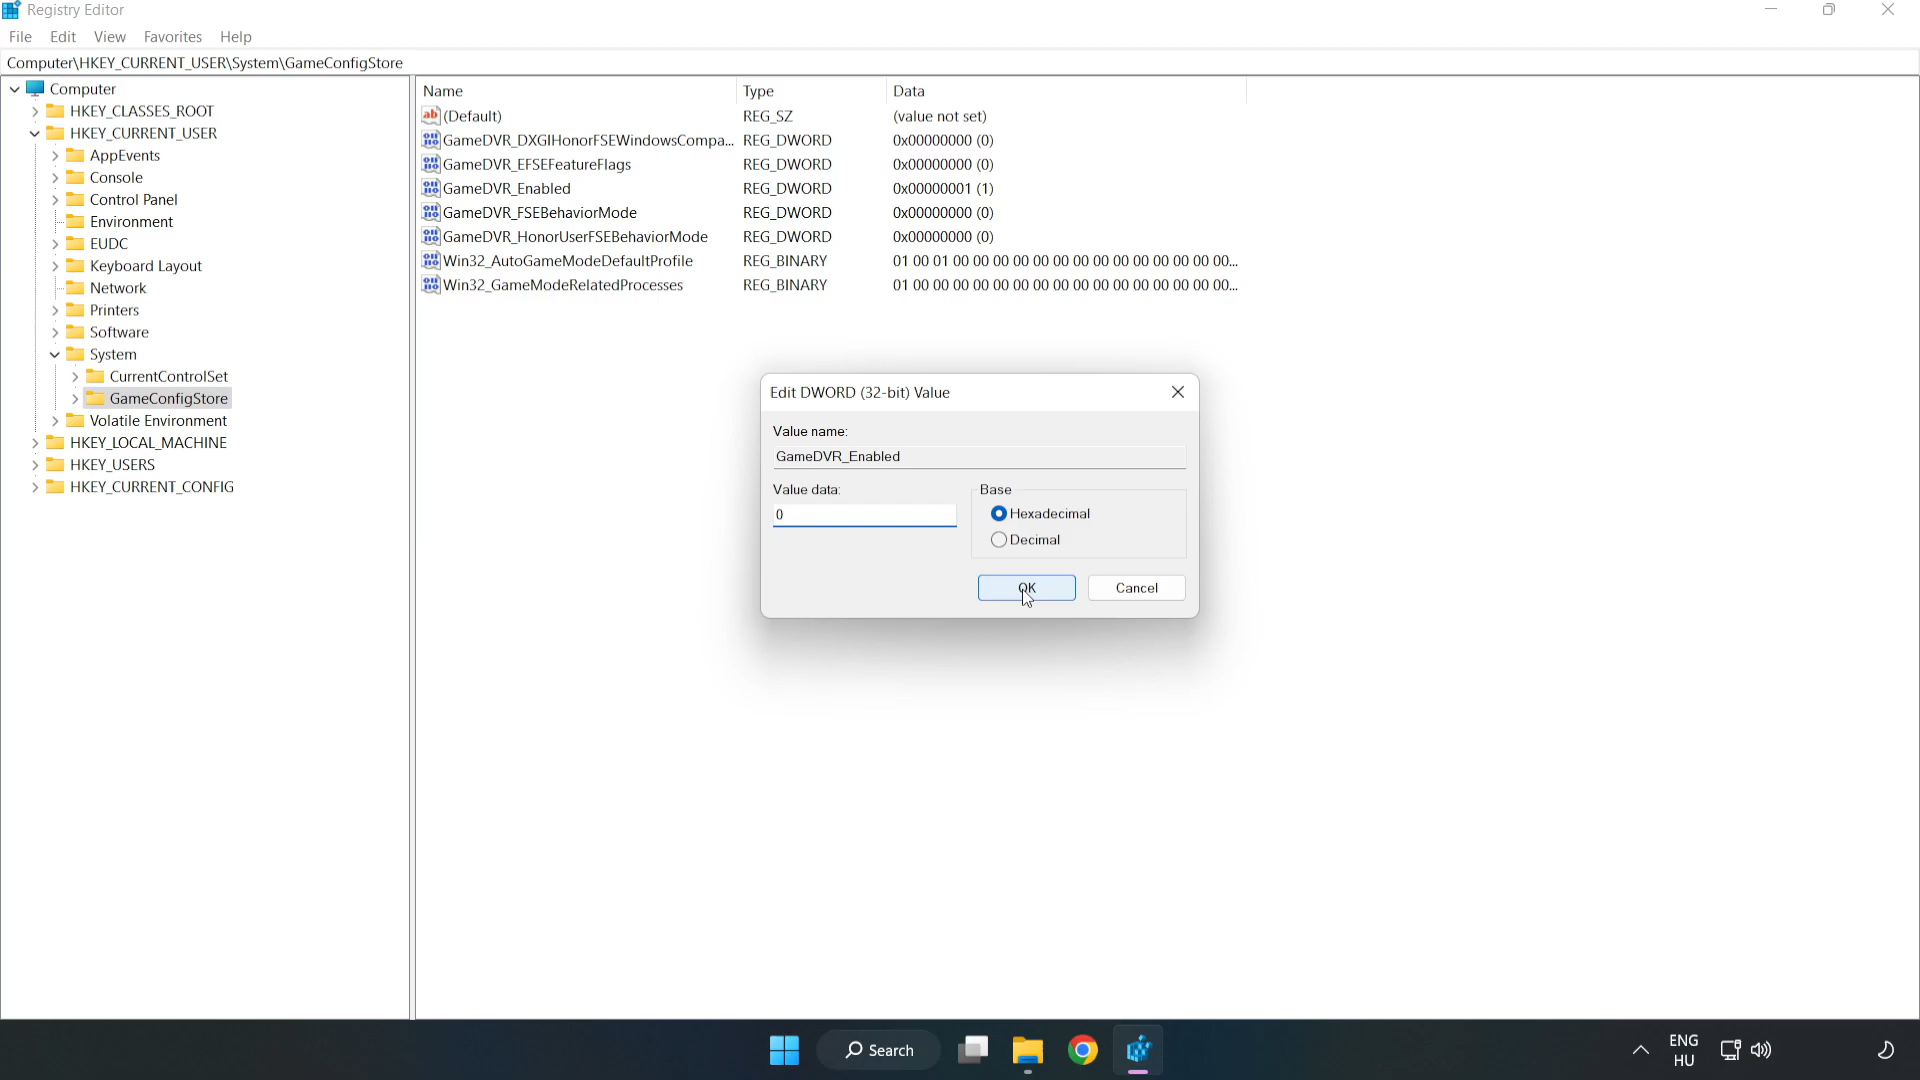 Registry Editor
File Edit View Favorites Help
Computer\HKEY_CURRENT_USER\System\GameConfigStore
Computer
HKEY_CLASSES_ROOT
HKEY_CURRENT_USER
AppEvents
Console
Control Panel
Environment
EUDC
Keyboard Layout
Network
Printers
Software
System
CurrentControlSet
GameConfigStore
Volatile Environment
HKEY_LOCAL_MACHINE
HKEY_USERS
HKEY_CURRENT_CONFIG
Name Type Data
(Default) REG_SZ (value not set)
GameDVR_DXGIHonorFSEWindowsCompa... REG_DWORD 0x00000000 (0)
GameDVR_EFSEFeatureFlags REG_DWORD 0x00000000 (0)
GameDVR_Enabled REG_DWORD 0x00000001 (1)
GameDVR_FSEBehaviorMode REG_DWORD 0x00000000 (0)
GameDVR_HonorUserFSEBehaviorMode REG_DWORD 0x00000000 (0)
Win32_AutoGameModeDefaultProfile REG_BINARY 01 00 01 00 00 00 00 00 00 00 00 00 00 00 00 00 00...
Win32_GameModeRelatedProcesses REG_BINARY 01 00 00 00 00 00 00 00 00 00 00 00 00 00 00 00 00...
Edit DWORD (32-bit) Value
Value name:
GameDVR_Enabled
Value data: Base
0 Hexadecimal
Decimal
OK Cancel
Search
ENG
HU